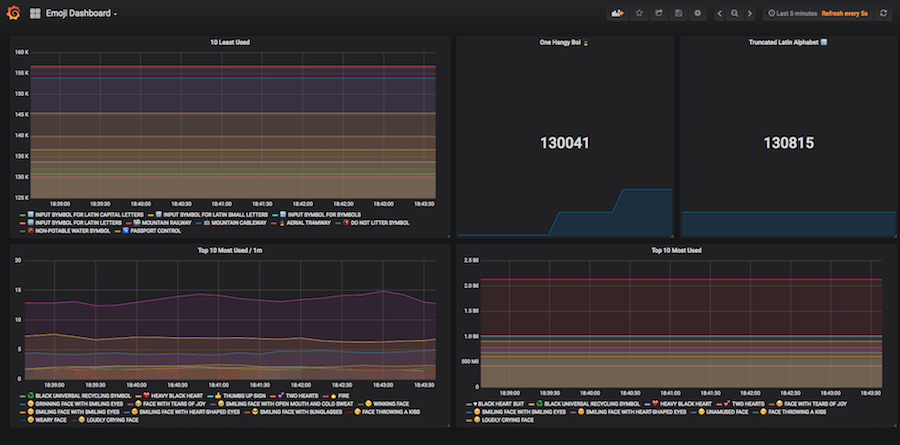 Emoji Dashboard
Last 5 minutes Refresh every 5s
10 Least Used
160 K
155 K
150 K
145 K
140 K
135 K
130 K
125 K
18:39:00 18:39:30 18:40:00 18:40:30 18:41:00 18:41:30 18:42:00 18:42:30 18:43:00 18:43:30
INPUT SYMBOL FOR LATIN CAPITAL LETTERS INPUT SYMBOL FOR LATIN SMALL LETTERS INPUT SYMBOL FOR SYMBOLS
INPUT SYMBOL FOR LATIN LETTERS MOUNTAIN RAILWAY MOUNTAIN CABLEWAY AERIAL TRAMWAY DO NOT LITTER SYMBOL
NON-POTABLE WATER SYMBOL PASSPORT CONTROL
One Hangy Boi
130041
Truncated Latin Alphabet
130815
Top 10 Most Used / 1m
20
15
10
5
0
18:39:00 18:39:30 18:40:00 18:40:30 18:41:00 18:41:30 18:42:00 18:42:30 18:43:00 18:43:30
BLACK UNIVERSAL RECYCLING SYMBOL HEAVY BLACK HEART THUMBS UP SIGN TWO HEARTS FIRE
GRINNING FACE WITH SMILING EYES FACE WITH TEARS OF JOY SMILING FACE WITH OPEN MOUTH AND COLD SWEAT WINKING FACE
SMILING FACE WITH SMILING EYES SMILING FACE WITH HEART-SHAPED EYES SMILING FACE WITH SUNGLASSES FACE THROWING A KISS
WEARY FACE LOUDLY CRYING FACE
Top 10 Most Used
2.5 Bil
2.0 Bil
1.5 Bil
1.0 Bil
500 Mil
0
18:39:00 18:39:30 18:40:00 18:40:30 18:41:00 18:41:30 18:42:00 18:42:30 18:43:00 18:43:30
BLACK HEART SUIT BLACK UNIVERSAL RECYCLING SYMBOL HEAVY BLACK HEART TWO HEARTS FACE WITH TEARS OF JOY
SMILING FACE WITH SMILING EYES SMILING FACE WITH HEART-SHAPED EYES UNAMUSED FACE FACE THROWING A KISS
LOUDLY CRYING FACE